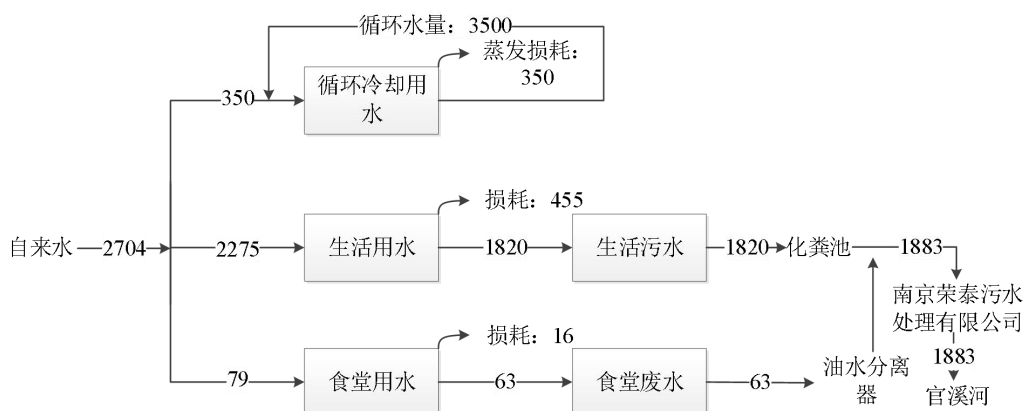 循环水量：3500
蒸发损耗：
350
350
循环冷却用
水
损耗：455
自来水
2704
2275
生活用水
1820
生活污水
1820
化粪池
1883
南京荣泰污水
处理有限公司
损耗：16
1883
79
食堂用水
63
食堂废水
63
油水分离
器
官溪河